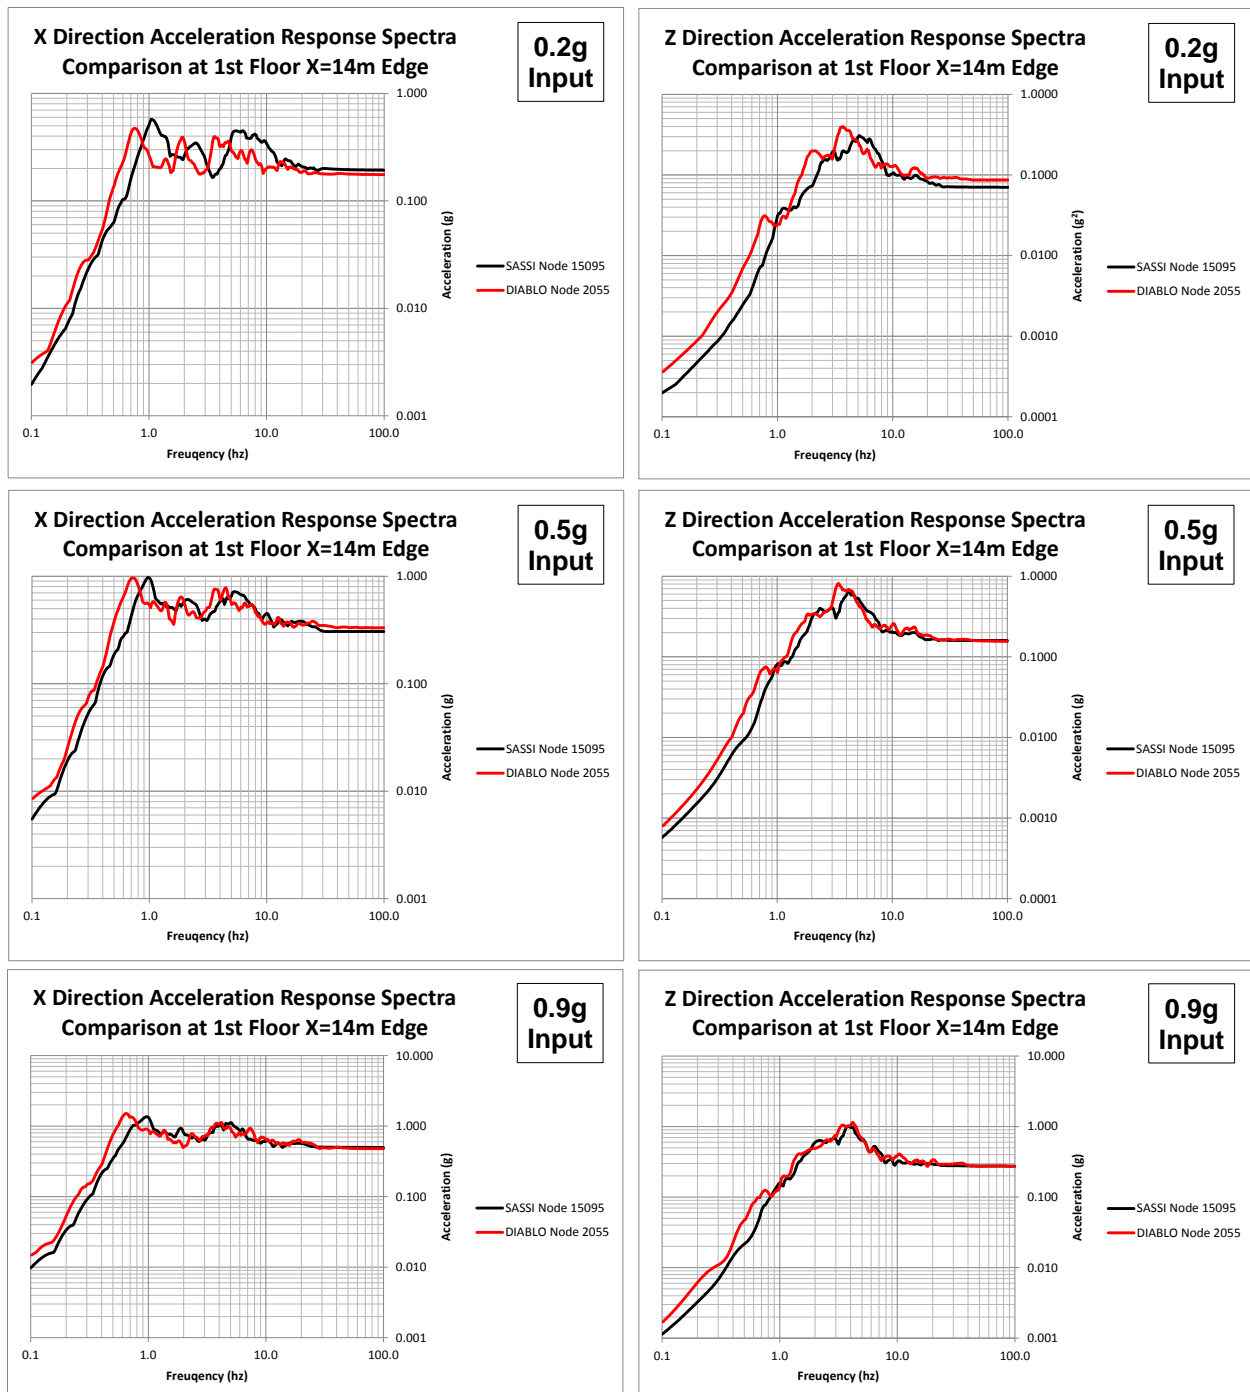 X Direction Acceleration Response Spectra
Comparison at 1st Floor X=14m Edge
0.2g
Input
1.000
0.100
0.010
0.001
Acceleration (g)
0.1 1.0 10.0 100.0
Freuqency (hz)
SASSI Node 15095
DIABLO Node 2055
Z Direction Acceleration Response Spectra
Comparison at 1st Floor X=14m Edge
0.2g
Input
1.0000
0.1000
0.0100
0.0010
0.0001
Acceleration (g²)
0.1 1.0 10.0 100.0
Freuqency (hz)
SASSI Node 15095
DIABLO Node 2055
X Direction Acceleration Response Spectra
Comparison at 1st Floor X=14m Edge
0.5g
Input
1.000
0.100
0.010
0.001
Acceleration (g)
0.1 1.0 10.0 100.0
Freuqency (hz)
SASSI Node 15095
DIABLO Node 2055
Z Direction Acceleration Response Spectra
Comparison at 1st Floor X=14m Edge
0.5g
Input
1.0000
0.1000
0.0100
0.0010
0.0001
Acceleration (g)
0.1 1.0 10.0 100.0
Freuqency (hz)
SASSI Node 15095
DIABLO Node 2055
X Direction Acceleration Response Spectra
Comparison at 1st Floor X=14m Edge
0.9g
Input
10.000
1.000
0.100
0.010
0.001
Acceleration (g)
0.1 1.0 10.0 100.0
Freuqency (hz)
SASSI Node 15095
DIABLO Node 2055
Z Direction Acceleration Response Spectra
Comparison at 1st Floor X=14m Edge
0.9g
Input
10.000
1.000
0.100
0.010
0.001
Acceleration (g)
0.1 1.0 10.0 100.0
Freuqency (hz)
SASSI Node 15095
DIABLO Node 2055